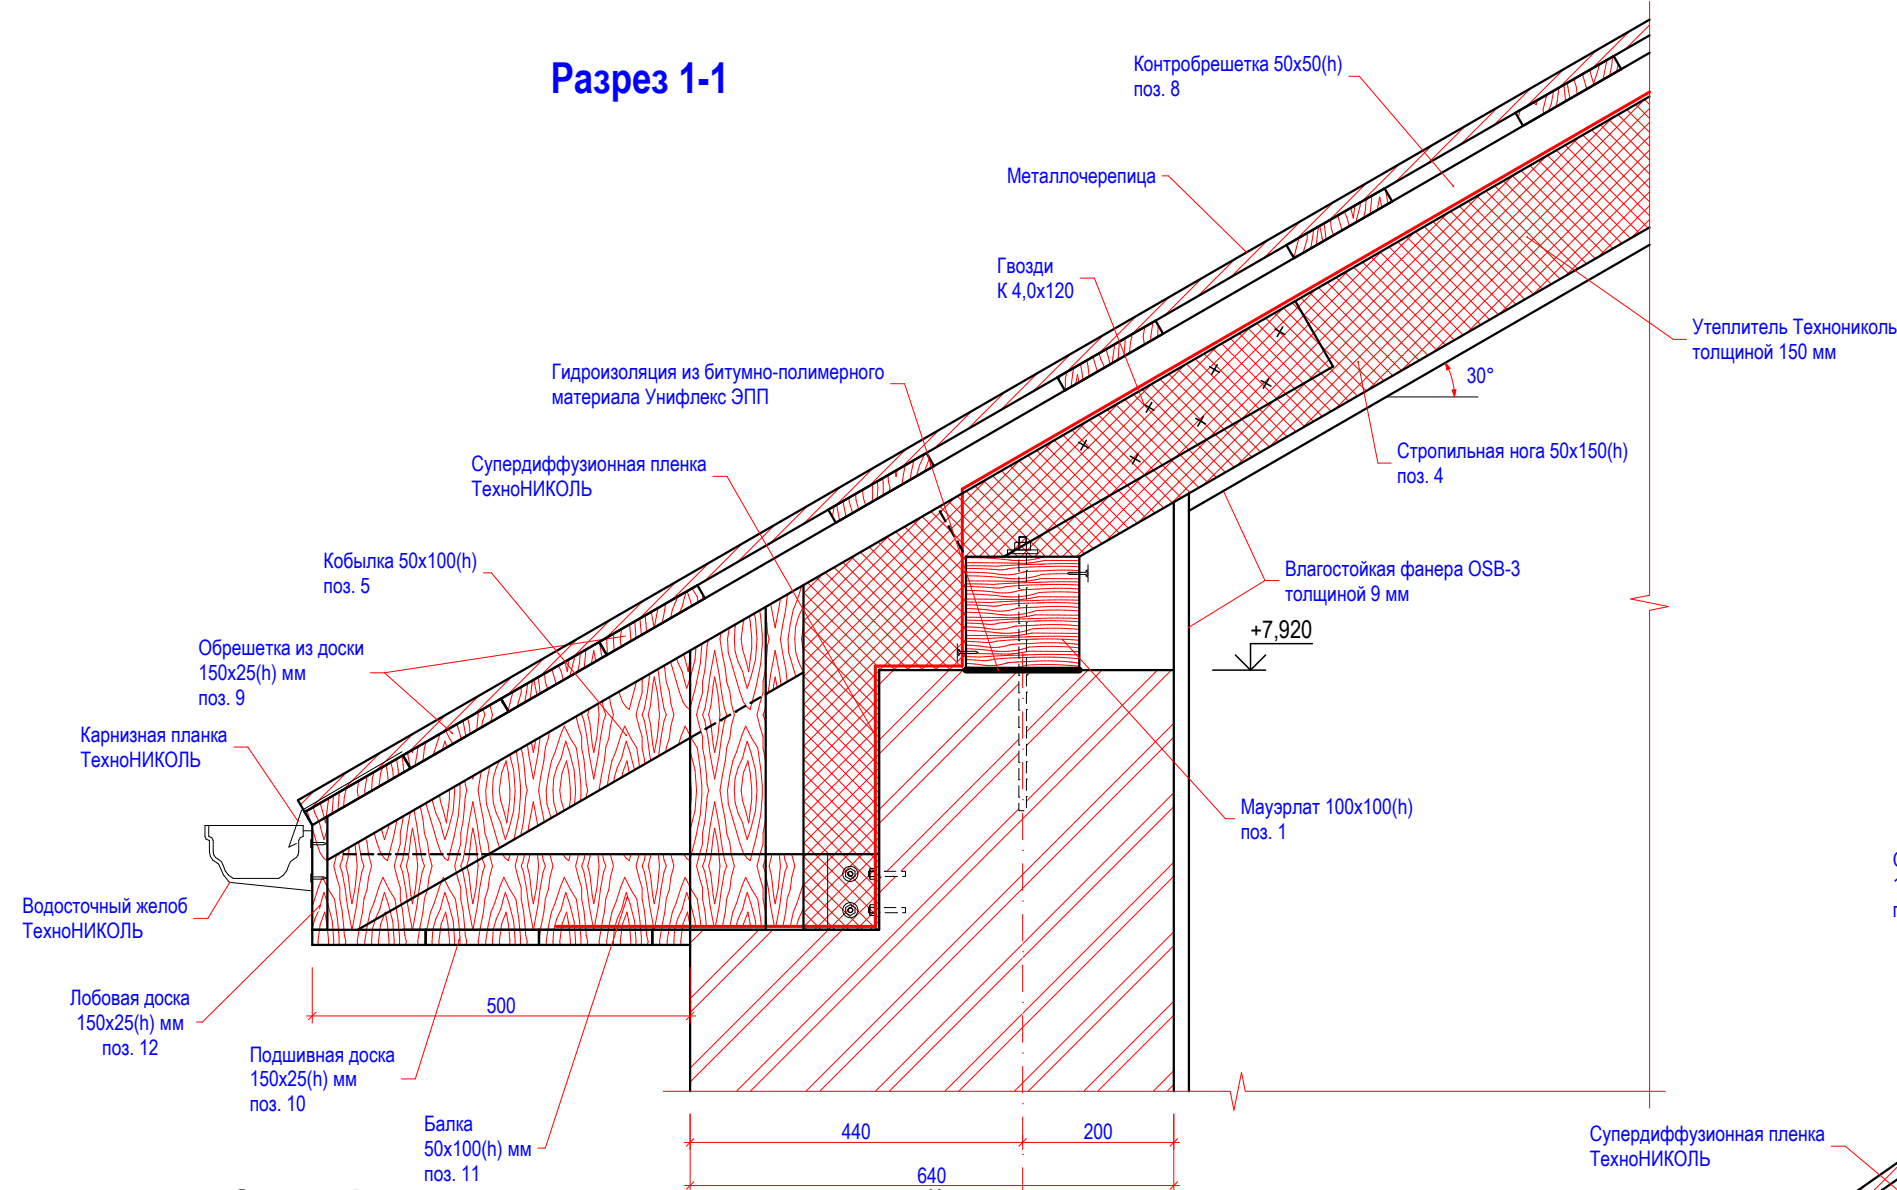 Разрез 1-1
Контробрешетка 50х50(h)
поз. 8
Металлочерепица
Гвозди
К 4,0х120
Утеплитель Технониколь
толщиной 150 мм
30°
Гидроизоляция из битумно-полимерного
материала Унифлекс ЭПП
Стропильная нога 50х150(h)
поз. 4
Супердиффузионная пленка
ТехноНИКОЛЬ
Кобылка 50х100(h)
поз. 5
Влагостойкая фанера OSB-3
толщиной 9 мм
+7,920
Обрешетка из доски
150х25(h) мм
поз. 9
Карнизная планка
ТехноНИКОЛЬ
Мауэрлат 100х100(h)
поз. 1
Водосточный желоб
ТехноНИКОЛЬ
Лобовая доска
150х25(h) мм
поз. 12
500
Подшивная доска
150х25(h) мм
поз. 10
Балка
50х100(h) мм
поз. 11
440
200
640
Супердиффузионная пленка
ТехноНИКОЛЬ